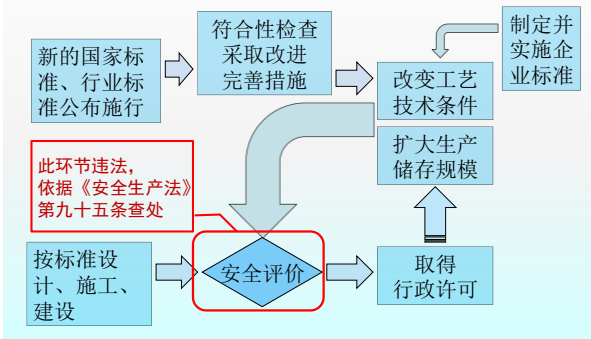 新的国家标
准、行业标
准公布施行
符合性检查
采取改进
完善措施
改变工艺
技术条件
制定并
实施企
业标准
扩大生产
储存规模
此环节违法，
依据《安全生产法》
第九十五条查处
按标准设
计、施工、
建设
安全评价
取得
行政许可